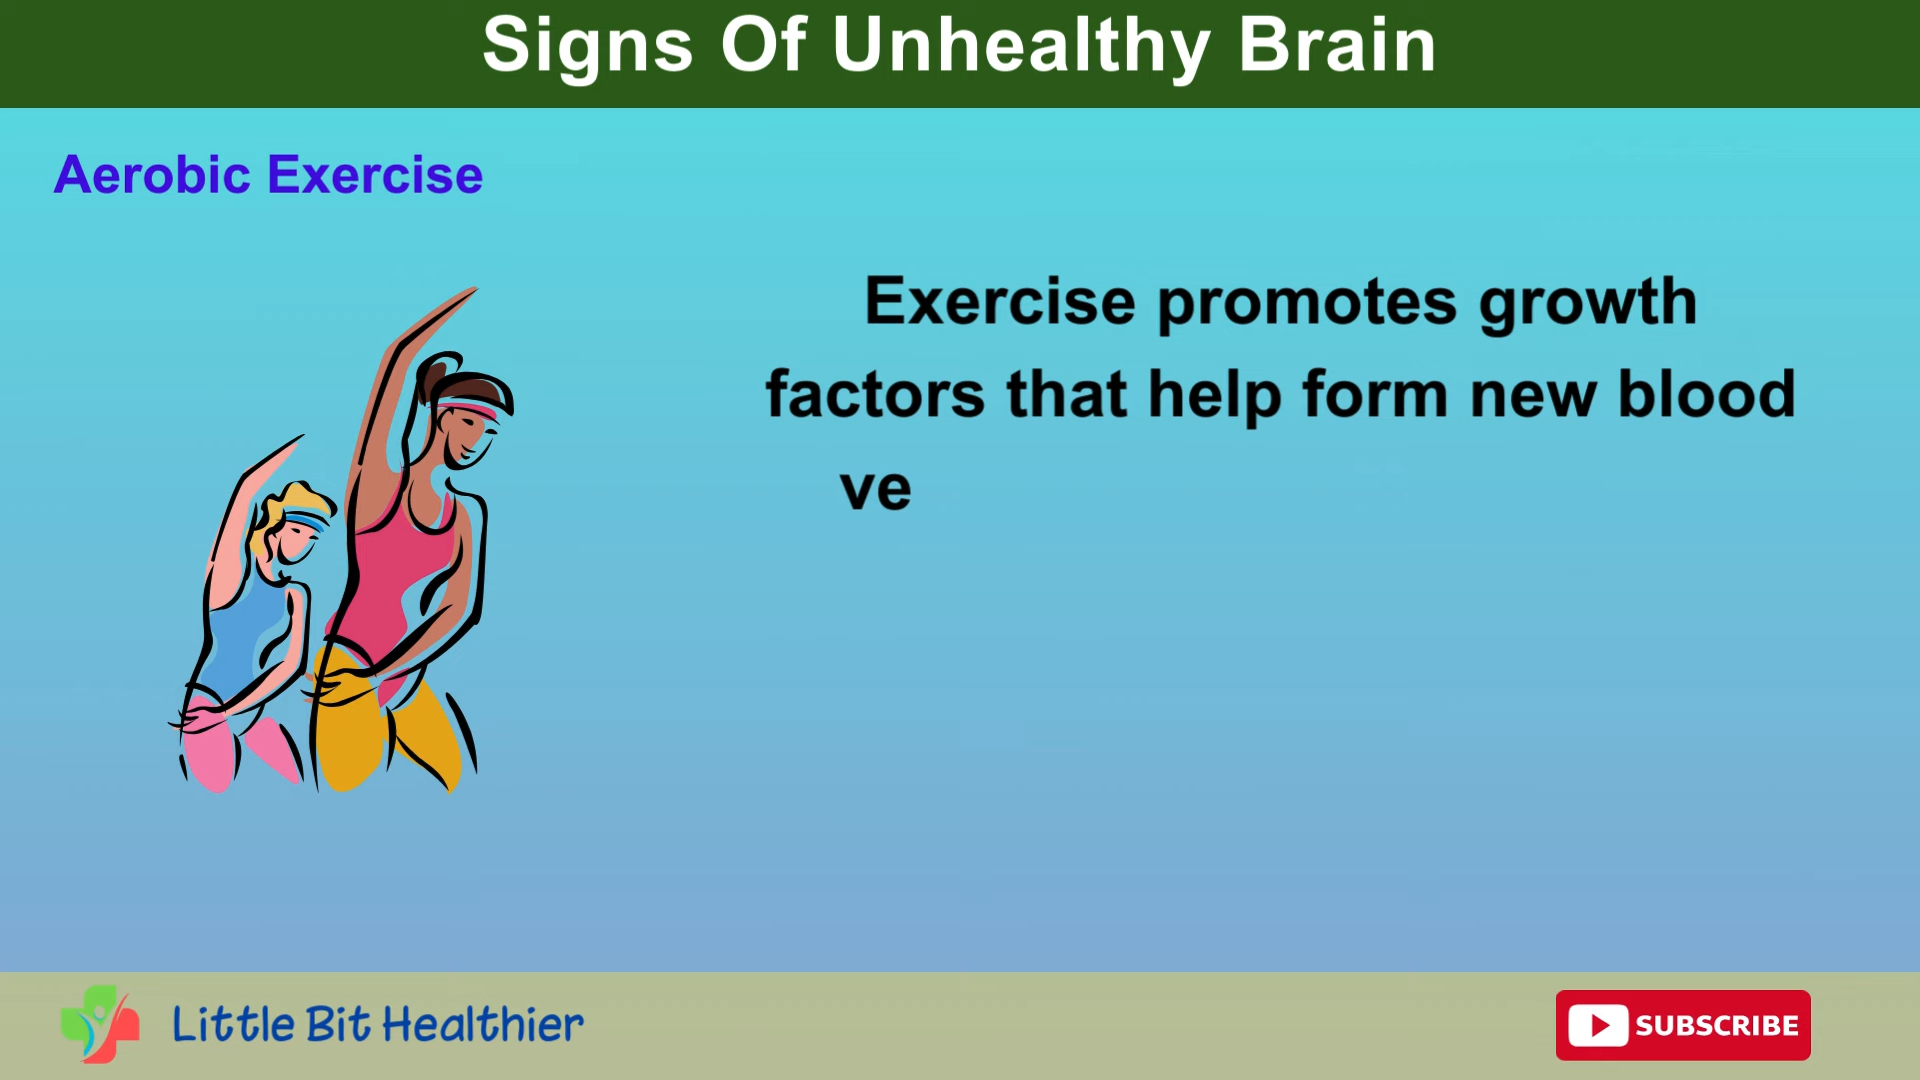 Signs Of Unhealthy Brain
Aerobic Exercise
Exercise promotes growth
factors that help form new blood
ve
Little Bit Healthier
SUBSCRIBE